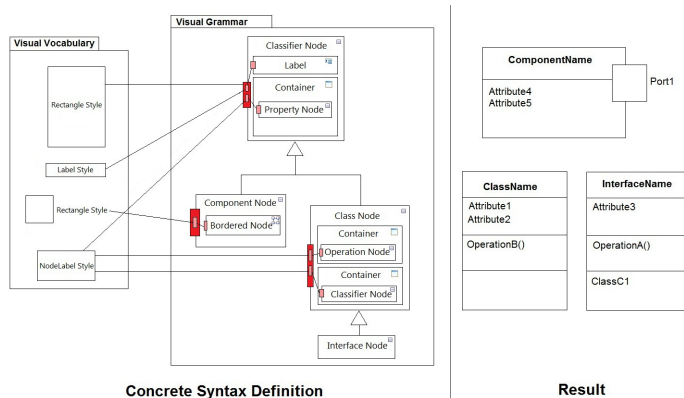 Visual Grammar
Visual Vocabulary
Rectangle Style
Label Style
Rectangle Style
NodeLabel Style
Classifier Node
Label
Container
Property Node
Component Node
Bordered Node
Class Node
Container
Operation Node
Container
Classifier Node
Interface Node
Concrete Syntax Definition
ComponentName
Attribute4
Attribute5
Port1
ClassName
Attribute1
Attribute2
OperationB()
InterfaceName
Attribute3
OperationA()
ClassC1
Result